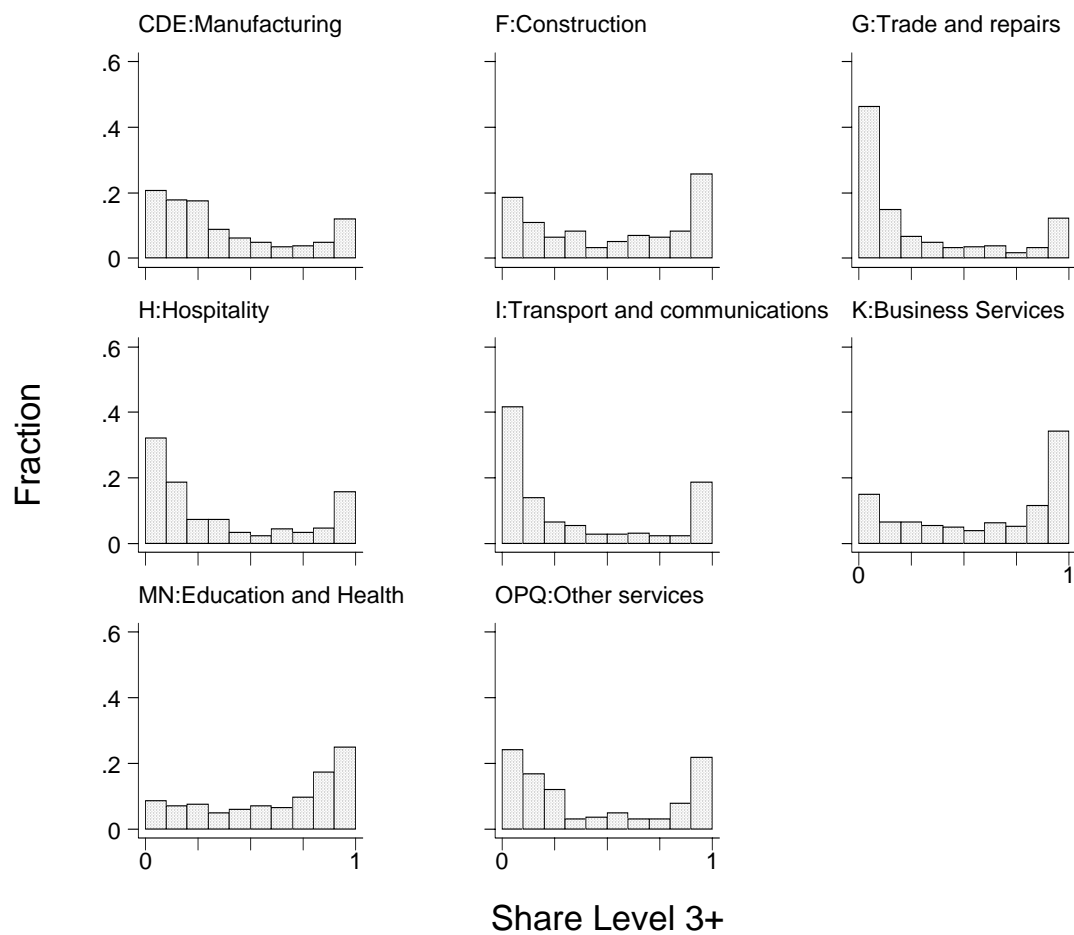 CDE:Manufacturing
F:Construction
G:Trade and repairs
.6
.4
.2
0
H:Hospitality
I:Transport and communications
K:Business Services
.6
.4
.2
0
0 1
MN:Education and Health
OPQ:Other services
.6
.4
.2
0
0 1
0 1
Fraction
Share Level 3+